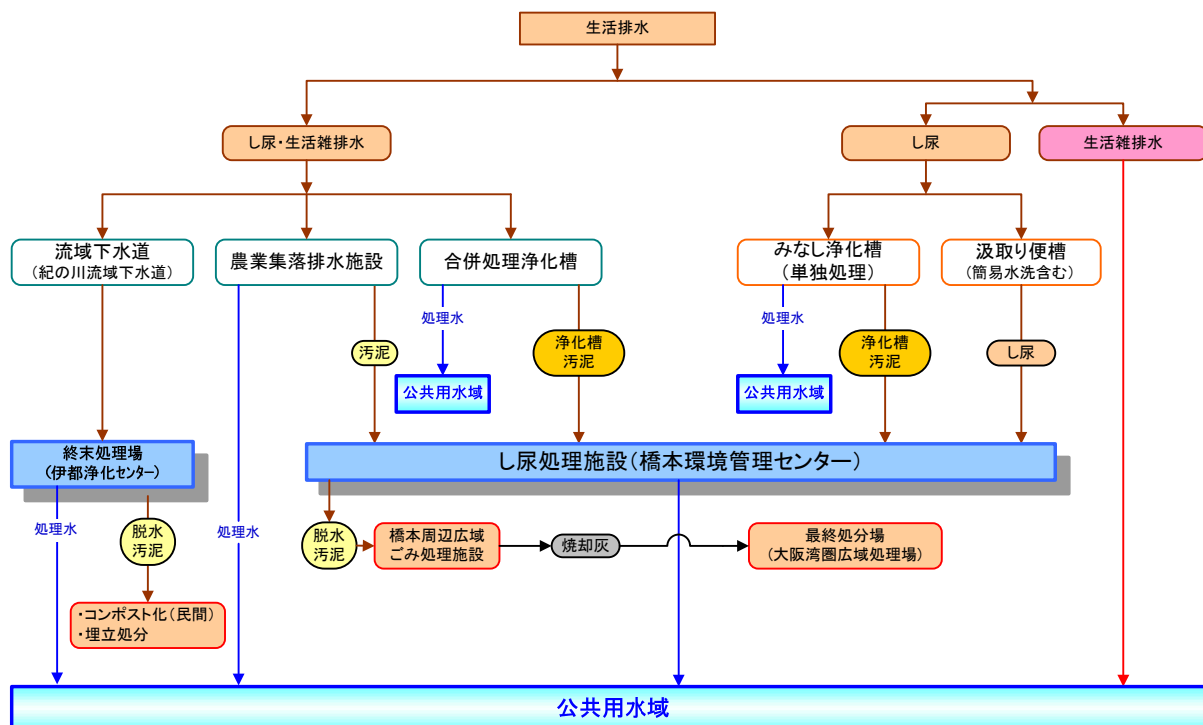 生活排水
し尿・生活雑排水
し尿
生活雑排水
流域下水道
(紀の川流域下水道)
農業集落排水施設
合併処理浄化槽
みなし浄化槽
(単独処理)
汲取り便槽
(簡易水洗含む)
処理水
処理水
汚泥
浄化槽
汚泥
浄化槽
汚泥
し尿
公共用水域
公共用水域
終末処理場
(伊都浄化センター)
し尿処理施設(橋本環境管理センター)
処理水
脱水
汚泥
処理水
脱水
汚泥
橋本周辺広域
ごみ処理施設
焼却灰
最終処分場
(大阪湾圏広域処理場)
・コンポスト化(民間)
・埋立処分
公共用水域